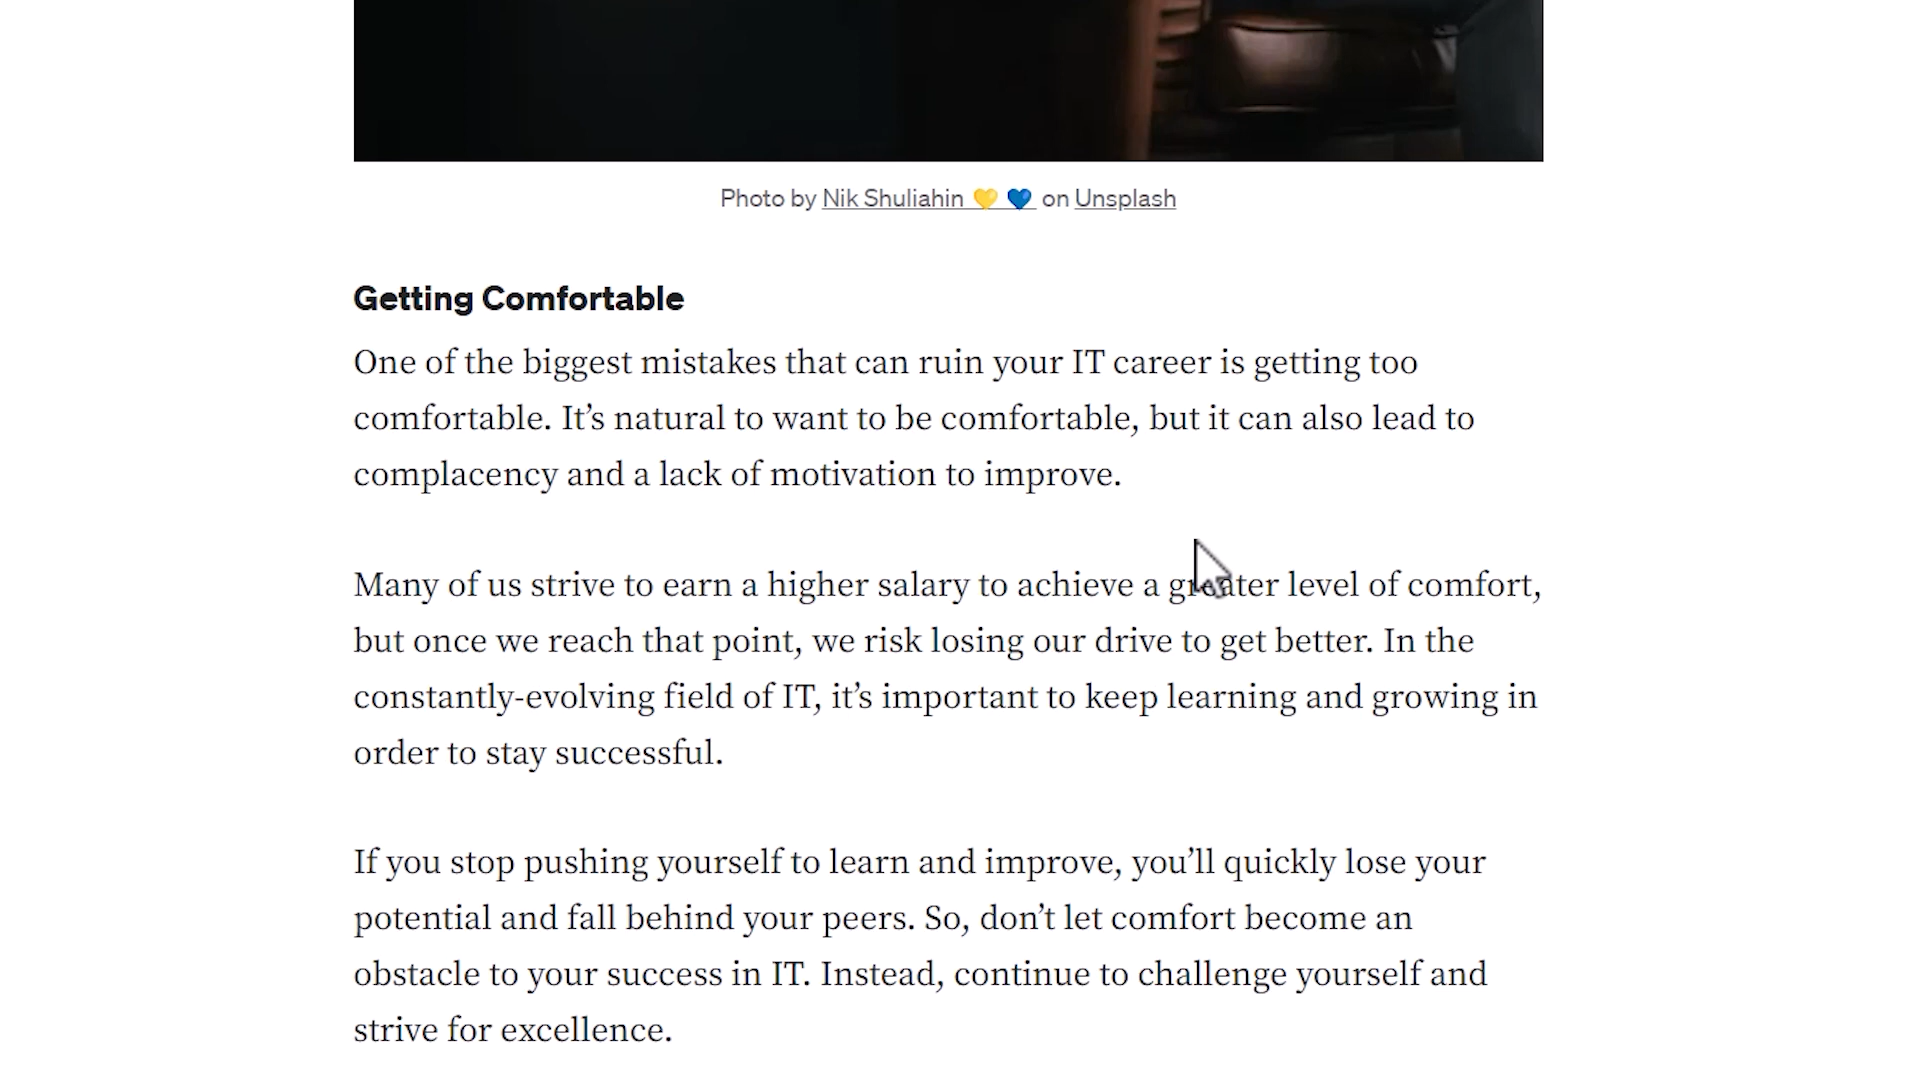 Photo by Nik Shuliahin 💛 💙 on Unsplash
Getting Comfortable
One of the biggest mistakes that can ruin your IT career is getting too
comfortable. It’s natural to want to be comfortable, but it can also lead to
complacency and a lack of motivation to improve.
Many of us strive to earn a higher salary to achieve a greater level of comfort,
but once we reach that point, we risk losing our drive to get better. In the
constantly-evolving field of IT, it’s important to keep learning and growing in
order to stay successful.
If you stop pushing yourself to learn and improve, you’ll quickly lose your
potential and fall behind your peers. So, don’t let comfort become an
obstacle to your success in IT. Instead, continue to challenge yourself and
strive for excellence.